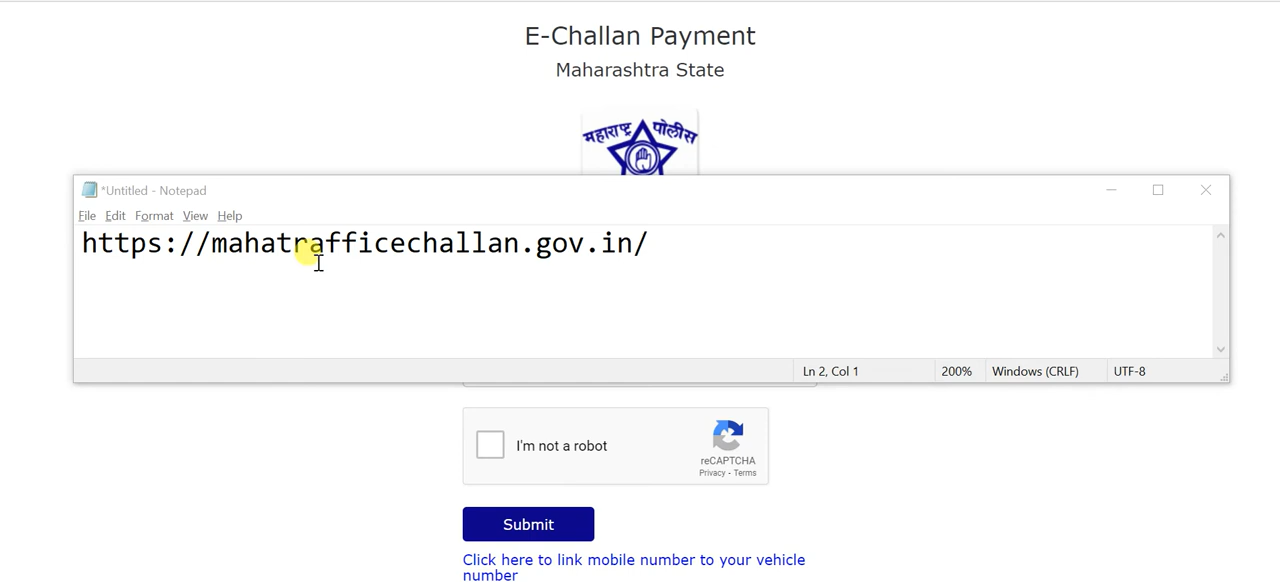 E-Challan Payment
Maharashtra State
महाराष्ट्र पोलीस
*Untitled - Notepad
File Edit Format View Help
https://mahatrafficechallan.gov.in/
Ln 2, Col 1 200% Windows (CRLF) UTF-8
I'm not a robot
reCAPTCHA
Privacy - Terms
Submit
Click here to link mobile number to your vehicle
number